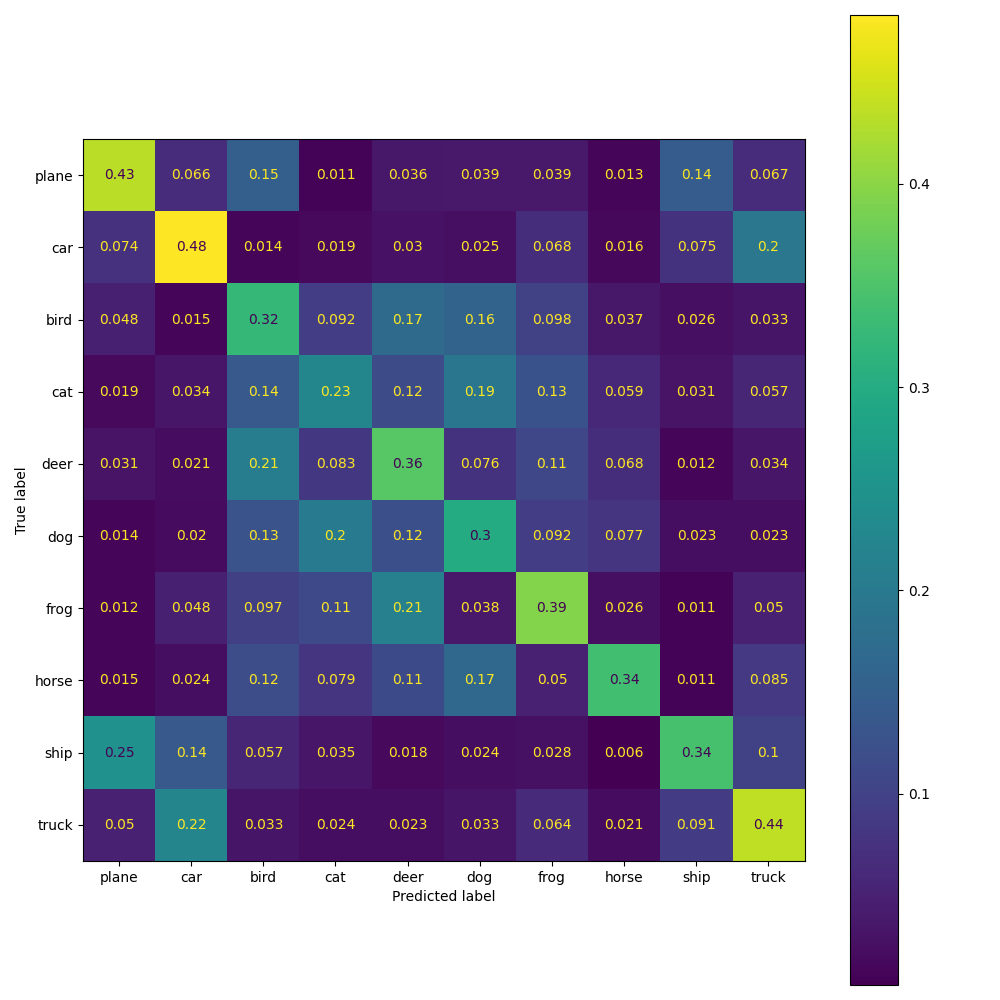 plane 0.43 0.066 0.15 0.011 0.036 0.039 0.039 0.013 0.14 0.067
car 0.074 0.48 0.014 0.019 0.03 0.025 0.068 0.016 0.075 0.2
bird 0.048 0.015 0.32 0.092 0.17 0.16 0.098 0.037 0.026 0.033
cat 0.019 0.034 0.14 0.23 0.12 0.19 0.13 0.059 0.031 0.057
deer 0.031 0.021 0.21 0.083 0.36 0.076 0.11 0.068 0.012 0.034
dog 0.014 0.02 0.13 0.2 0.12 0.3 0.092 0.077 0.023 0.023
frog 0.012 0.048 0.097 0.11 0.21 0.038 0.39 0.026 0.011 0.05
horse 0.015 0.024 0.12 0.079 0.11 0.17 0.05 0.34 0.011 0.085
ship 0.25 0.14 0.057 0.035 0.018 0.024 0.028 0.006 0.34 0.1
truck 0.05 0.22 0.033 0.024 0.023 0.033 0.064 0.021 0.091 0.44
plane car bird cat deer dog frog horse ship truck
Predicted label
True label
0.4
0.3
0.2
0.1